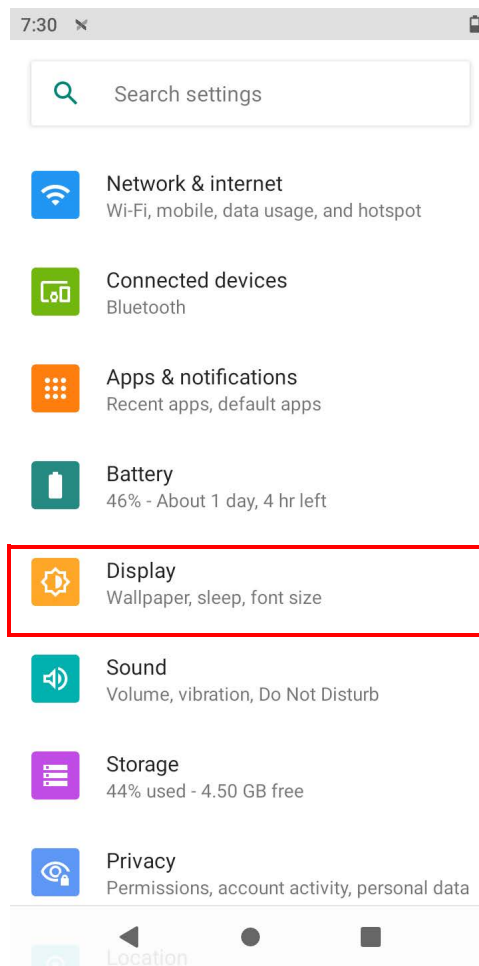 7:30
Search settings
Network & internet
Wi-Fi, mobile, data usage, and hotspot
Connected devices
Bluetooth
Apps & notifications
Recent apps, default apps
Battery
46% - About 1 day, 4 hr left
Display
Wallpaper, sleep, font size
Sound
Volume, vibration, Do Not Disturb
Storage
44% used - 4.50 GB free
Privacy
Permissions, account activity, personal data
Location